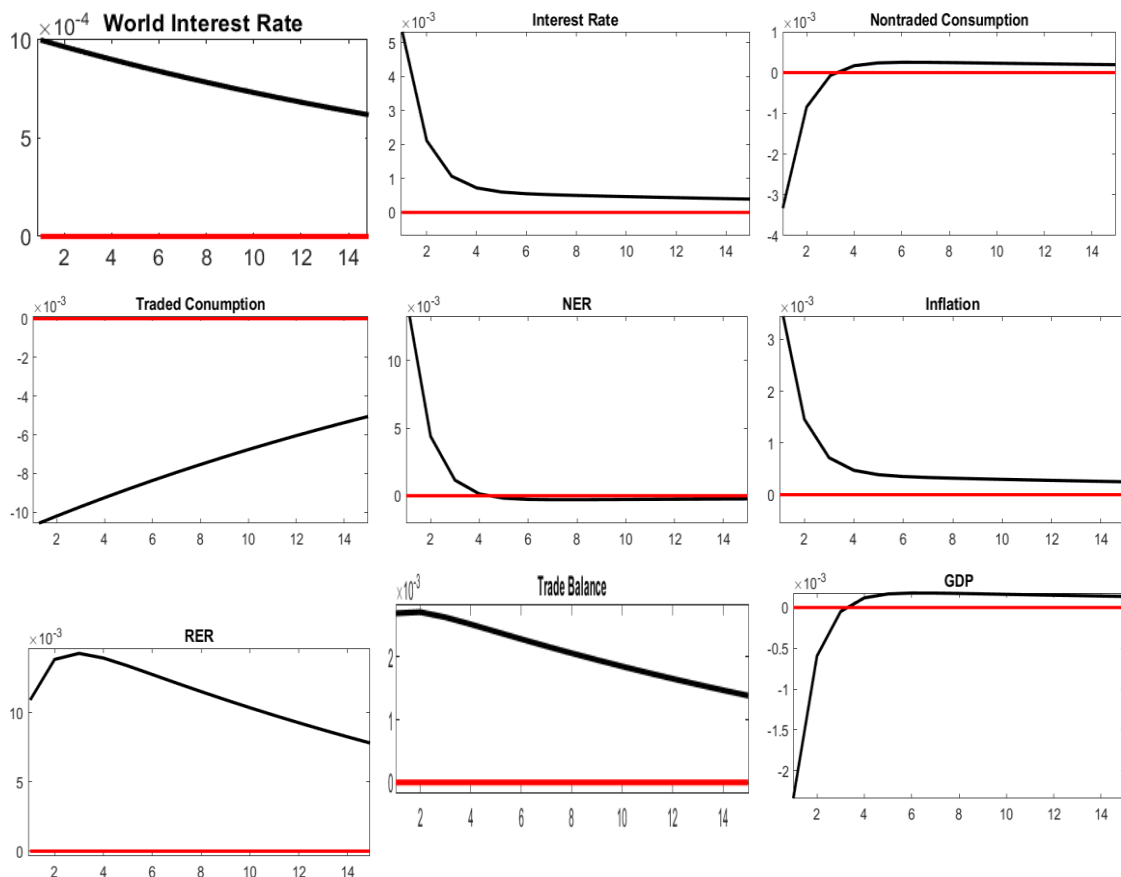 World Interest Rate
×10⁻⁴
10
5
0
2 4 6 8 10 12 14
Interest Rate
×10⁻³
5
4
3
2
1
0
2 4 6 8 10 12 14
Nontraded Consumption
×10⁻³
1
0
-1
-2
-3
-4
2 4 6 8 10 12 14
Traded Conumption
×10⁻³
0
-2
-4
-6
-8
-10
2 4 6 8 10 12 14
NER
×10⁻³
10
5
0
2 4 6 8 10 12 14
Inflation
×10⁻³
3
2
1
0
2 4 6 8 10 12 14
RER
×10⁻³
10
5
0
2 4 6 8 10 12 14
Trade Balance
×10⁻³
2
1
0
2 4 6 8 10 12 14
GDP
×10⁻³
0
-0.5
-1
-1.5
-2
2 4 6 8 10 12 14